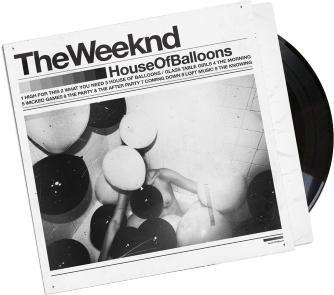 TheWeeknd
HouseOfBalloons
1 HIGH FOR THIS 2 WHAT YOU NEED 3 HOUSE OF BALLOONS / GLASS TABLE GIRLS 4 THE MORNING
5 WICKED GAMES 6 THE PARTY & THE AFTER PARTY 7 COMING DOWN 8 LOFT MUSIC 9 THE KNOWING